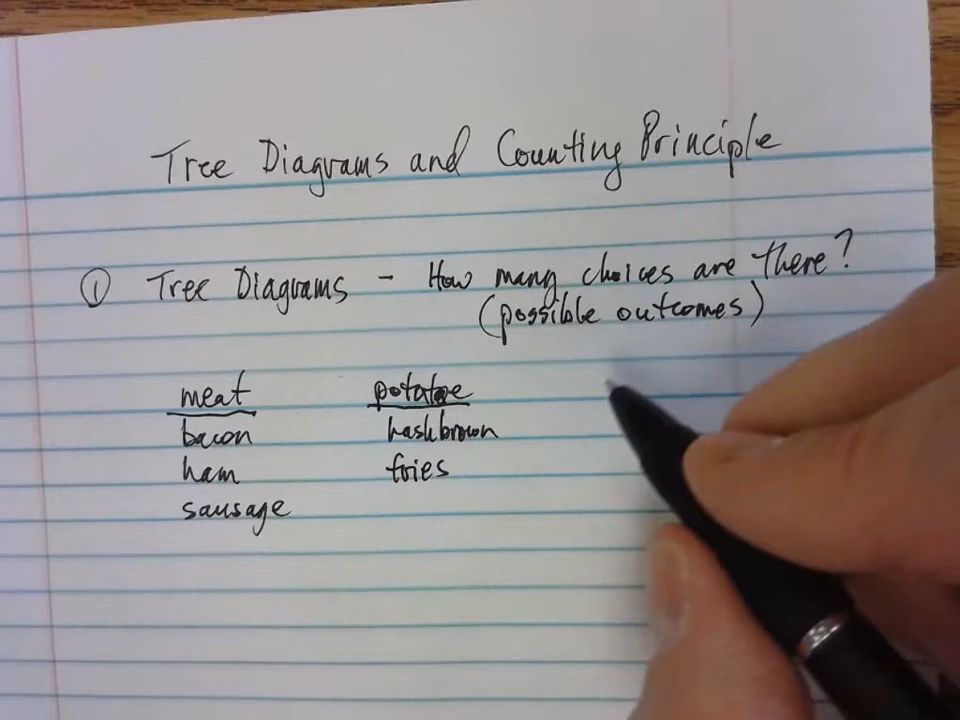 Tree Diagrams and Counting Principle
① Tree Diagrams - How many choices are there?
(possible outcomes)
meat potatoe
bacon hashbrown
ham fries
sausage